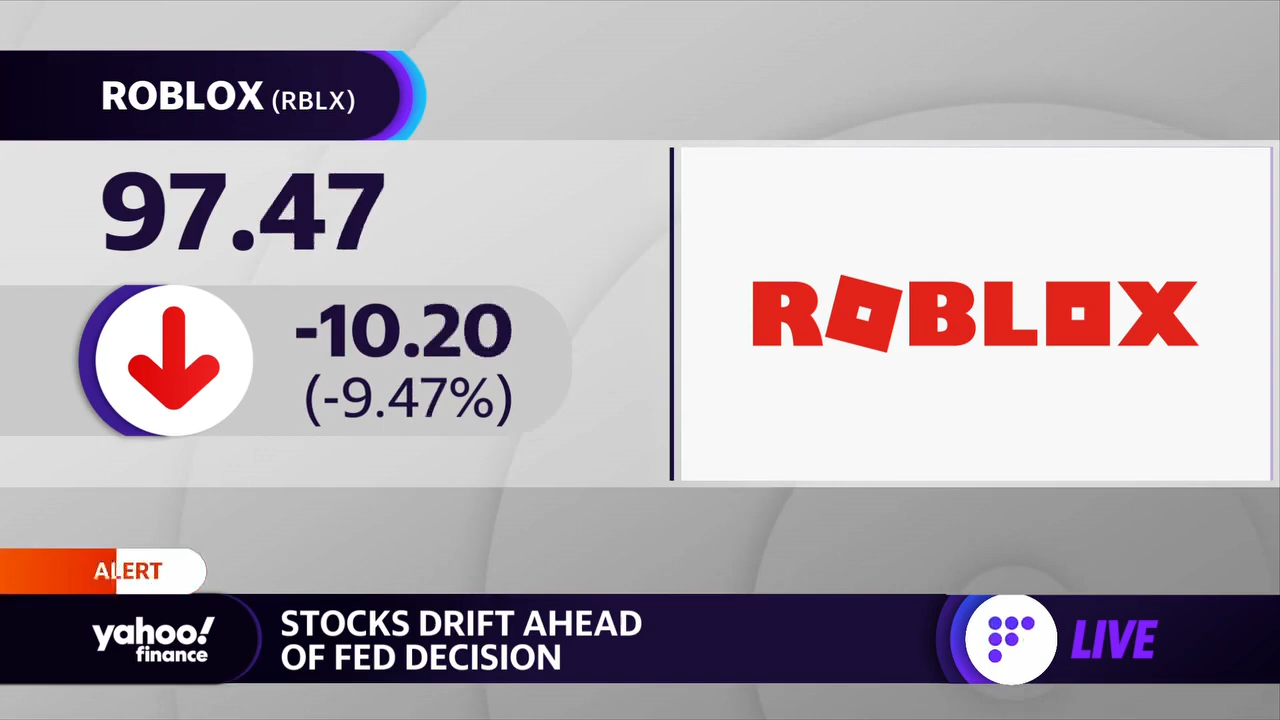 ROBLOX (RBLX)
97.47
-10.20
(-9.47%)
ROBLOX
ALERT
yahoo!
finance
STOCKS DRIFT AHEAD
OF FED DECISION
LIVE